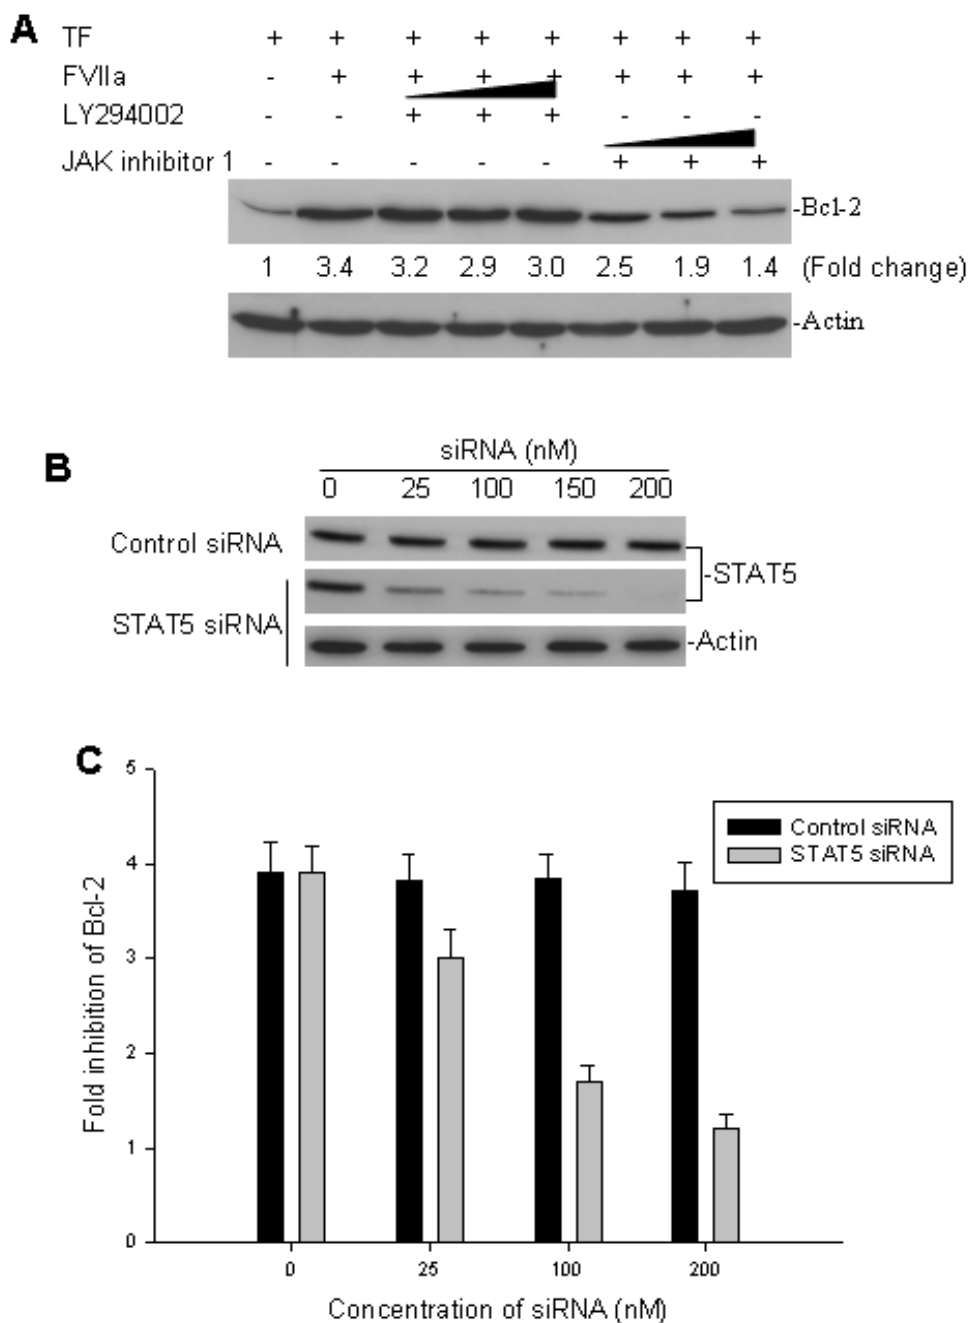 A
TF + + + + + + + +
FVIIa - + + + + + + +
LY294002 - - + + + - - -
JAK inhibitor 1 - - - - - + + +
-Bcl-2
1 3.4 3.2 2.9 3.0 2.5 1.9 1.4 (Fold change)
-Actin
B
siRNA (nM)
0 25 100 150 200
Control siRNA
-STAT5
STAT5 siRNA
-Actin
C
5
4
3
2
1
0
Fold inhibition of Bcl-2
Control siRNA
STAT5 siRNA
0 25 100 200
Concentration of siRNA (nM)